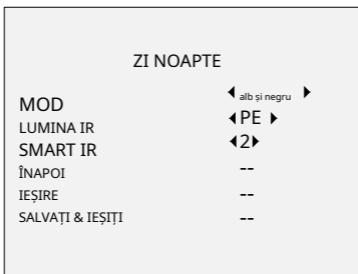 ZI NOAPTE
MOD ◀ alb și negru ▶
LUMINA IR ◀ PE ▶
SMART IR ◀ 2 ▶
ÎNAPOI --
IEȘIRE --
SALVAȚI & IEȘIȚI --